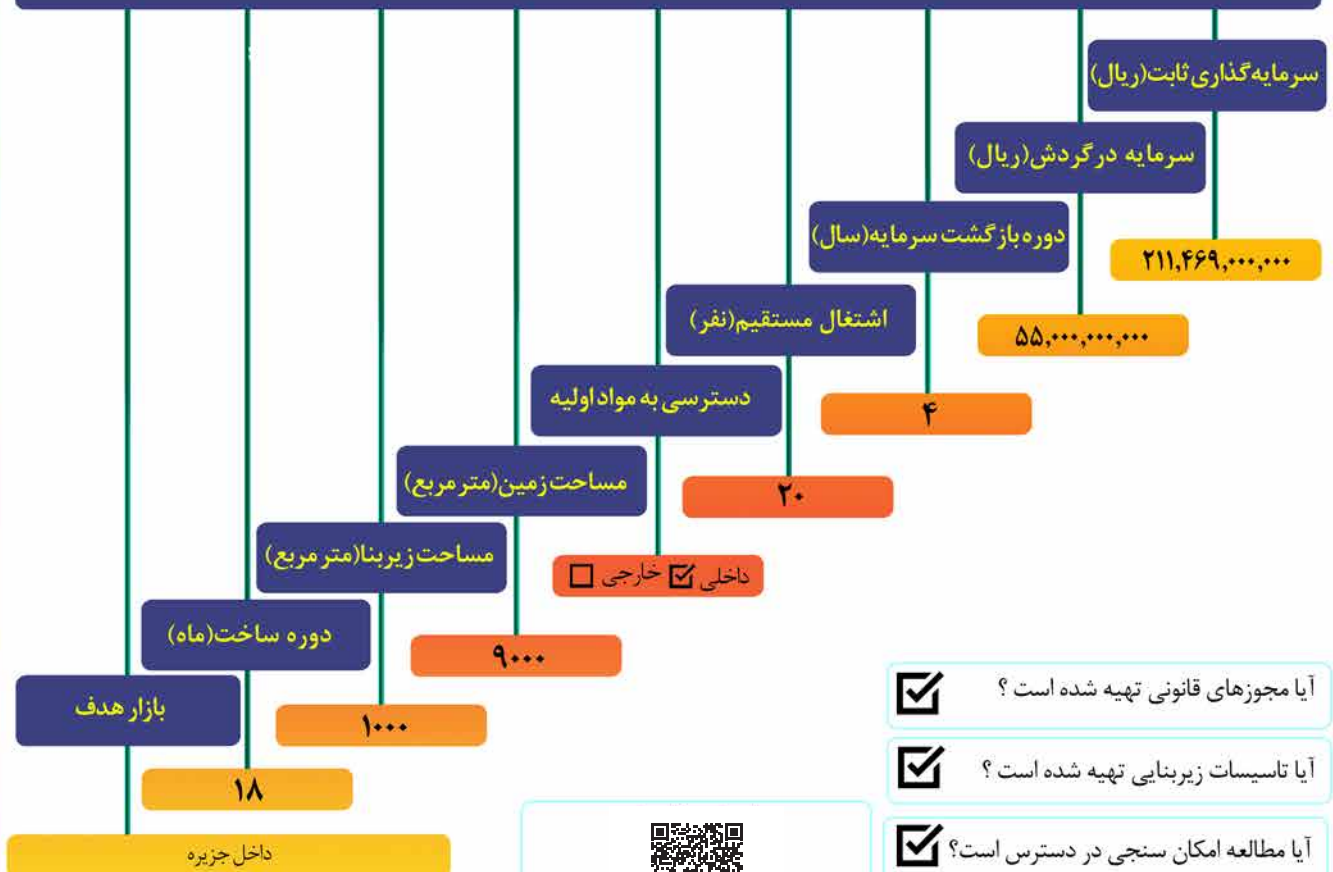 سرمایه‌گذاری ثابت(ریال)
۲۱۱,۴۶۹,۰۰۰,۰۰۰
سرمایه در گردش(ریال)
۵۵,۰۰۰,۰۰۰,۰۰۰
دوره بازگشت سرمایه(سال)
۴
اشتغال مستقیم(نفر)
۲۰
دسترسی به مواد اولیه
داخلی ☑ خارجی ☐
مساحت زمین(متر مربع)
۹۰۰۰
مساحت زیربنا(متر مربع)
۱۰۰۰
دوره ساخت(ماه)
۱۸
بازار هدف
داخل جزیره
آیا مجوزهای قانونی تهیه شده است ؟ ☑
آیا تاسیسات زیربنایی تهیه شده است ؟ ☑
آیا مطالعه امکان سنجی در دسترس است؟ ☑